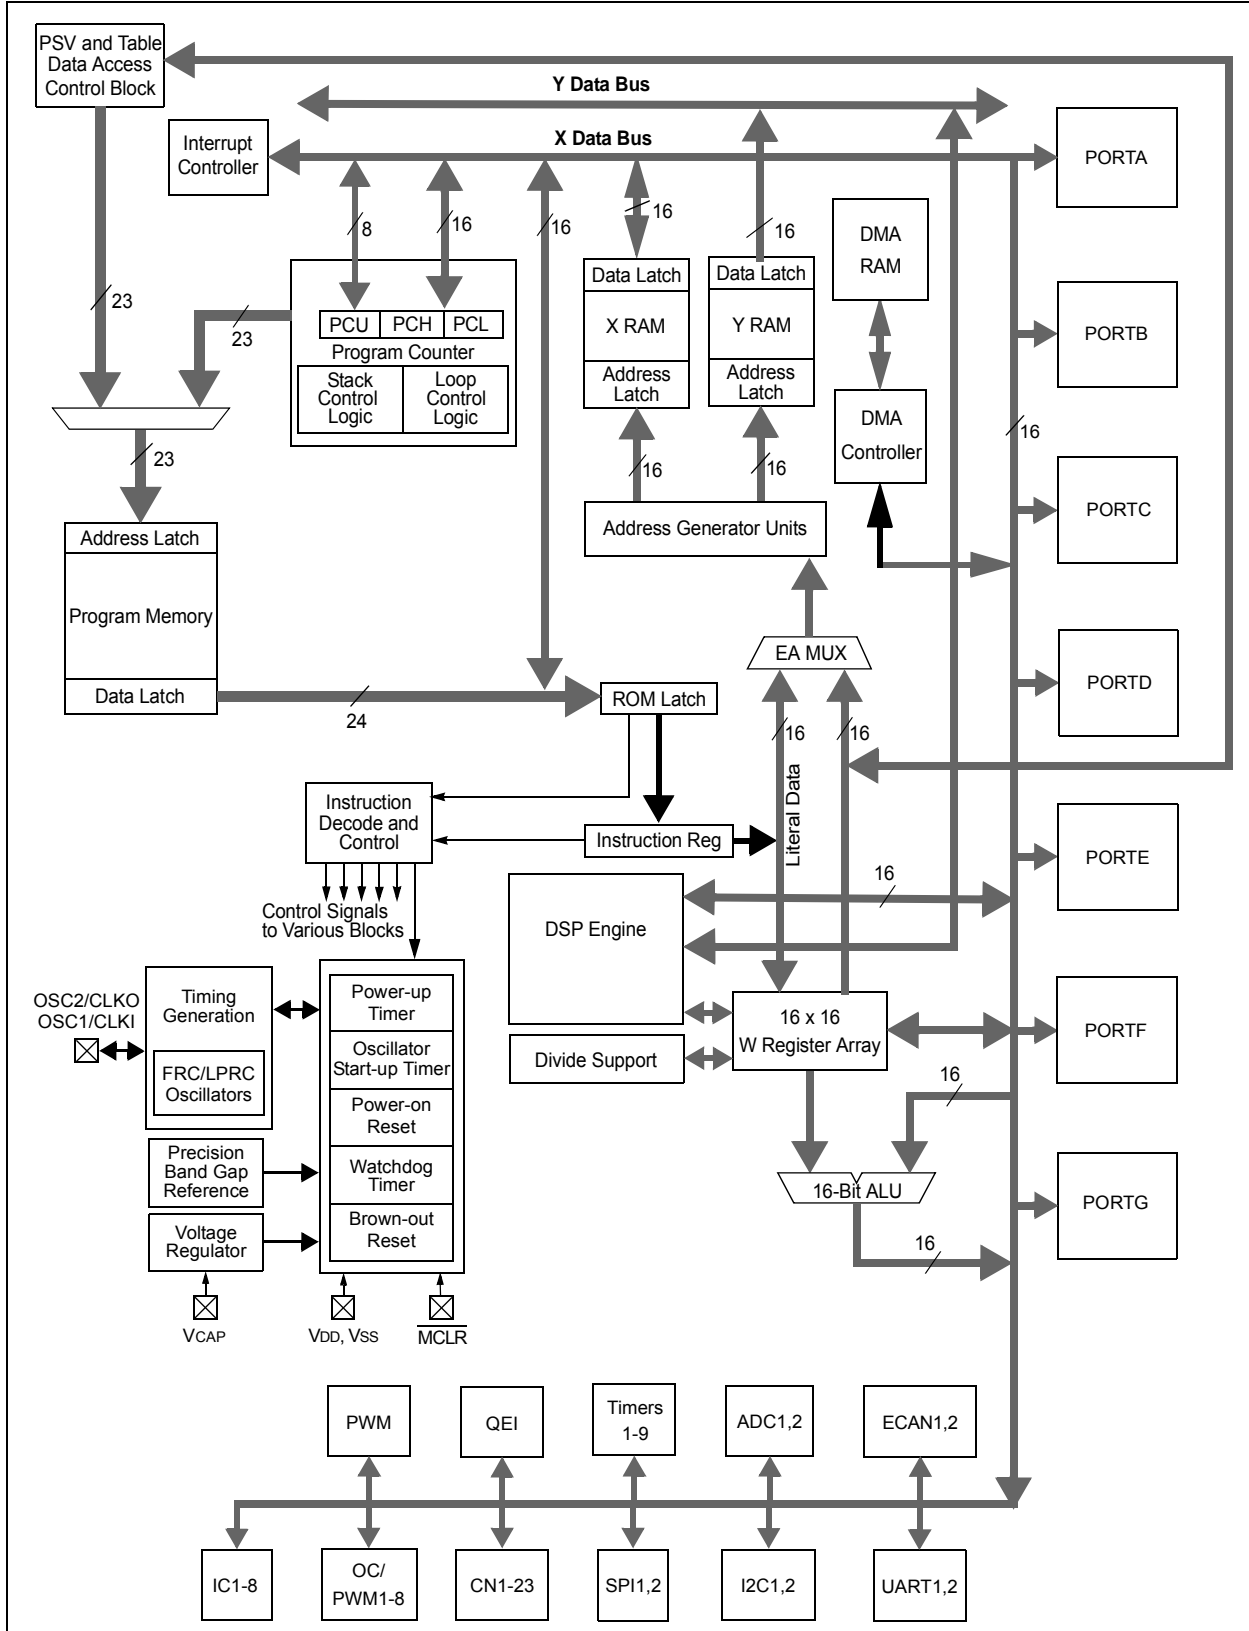 PSV and Table
Data Access
Control Block
Y Data Bus
X Data Bus
Interrupt
Controller
PORTA
8
16
16
16
16
DMA
RAM
Data Latch
X RAM
Address
Latch
Data Latch
Y RAM
Address
Latch
23
23
PCU
PCH
PCL
Program Counter
Stack
Control
Logic
Loop
Control
Logic
PORTB
DMA
Controller
16
23
16
16
PORTC
Address Generator Units
Address Latch
Program Memory
Data Latch
24
EA MUX
PORTD
ROM Latch
16
16
Literal Data
Instruction
Decode and
Control
Instruction Reg
PORTE
Control Signals
to Various Blocks
DSP Engine
16
OSC2/CLKO
OSC1/CLKI
Timing
Generation
FRC/LPRC
Oscillators
Power-up
Timer
Oscillator
Start-up Timer
Power-on
Reset
Watchdog
Timer
Brown-out
Reset
16 x 16
W Register Array
Divide Support
PORTF
16
Precision
Band Gap
Reference
Voltage
Regulator
16-Bit ALU
PORTG
16
VCAP
VDD, VSS
MCLR
PWM
QEI
Timers
1-9
ADC1,2
ECAN1,2
IC1-8
OC/
PWM1-8
CN1-23
SPI1,2
I2C1,2
UART1,2